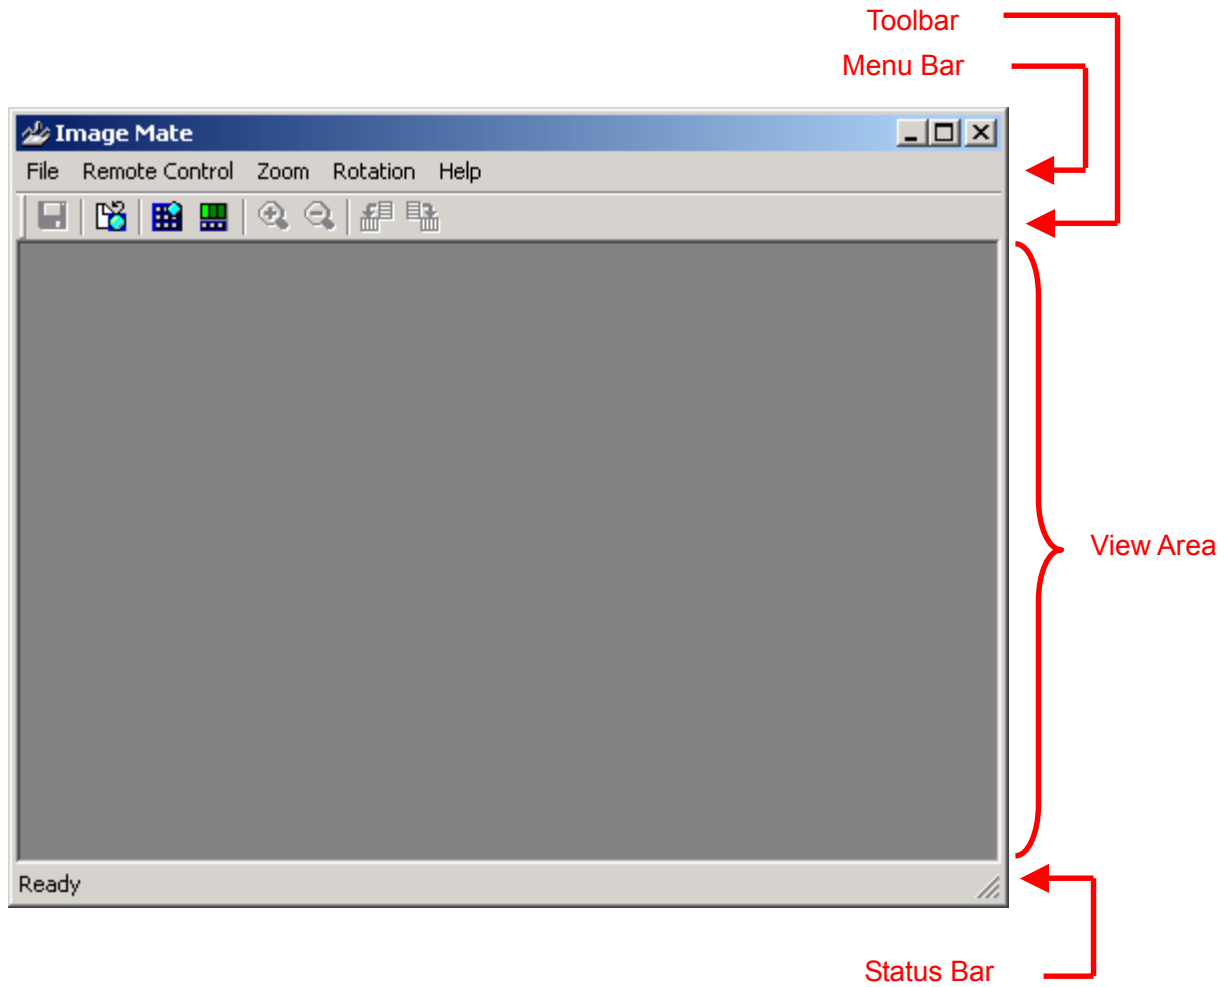 Toolbar
Menu Bar
Image Mate
File Remote Control Zoom Rotation Help
View Area
Ready
Status Bar